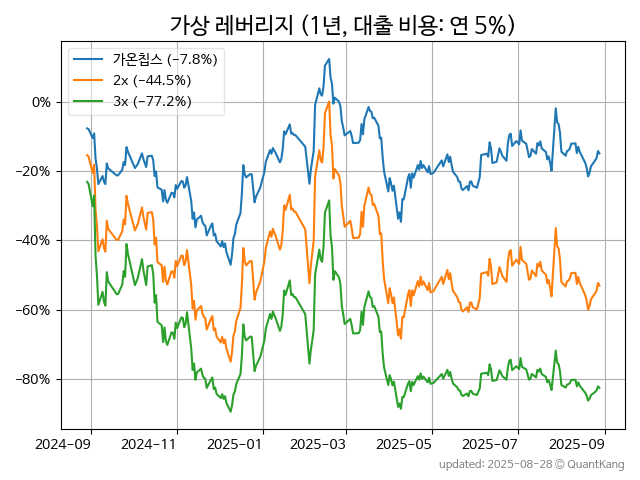 가상 레버리지 (1년, 대출 비용: 연 5%)
가온칩스 (-7.8%)
2x (-44.5%)
3x (-77.2%)
0%
-20%
-40%
-60%
-80%
2024-09 2024-11 2025-01 2025-03 2025-05 2025-07 2025-09
updated: 2025-08-28 © QuantKang